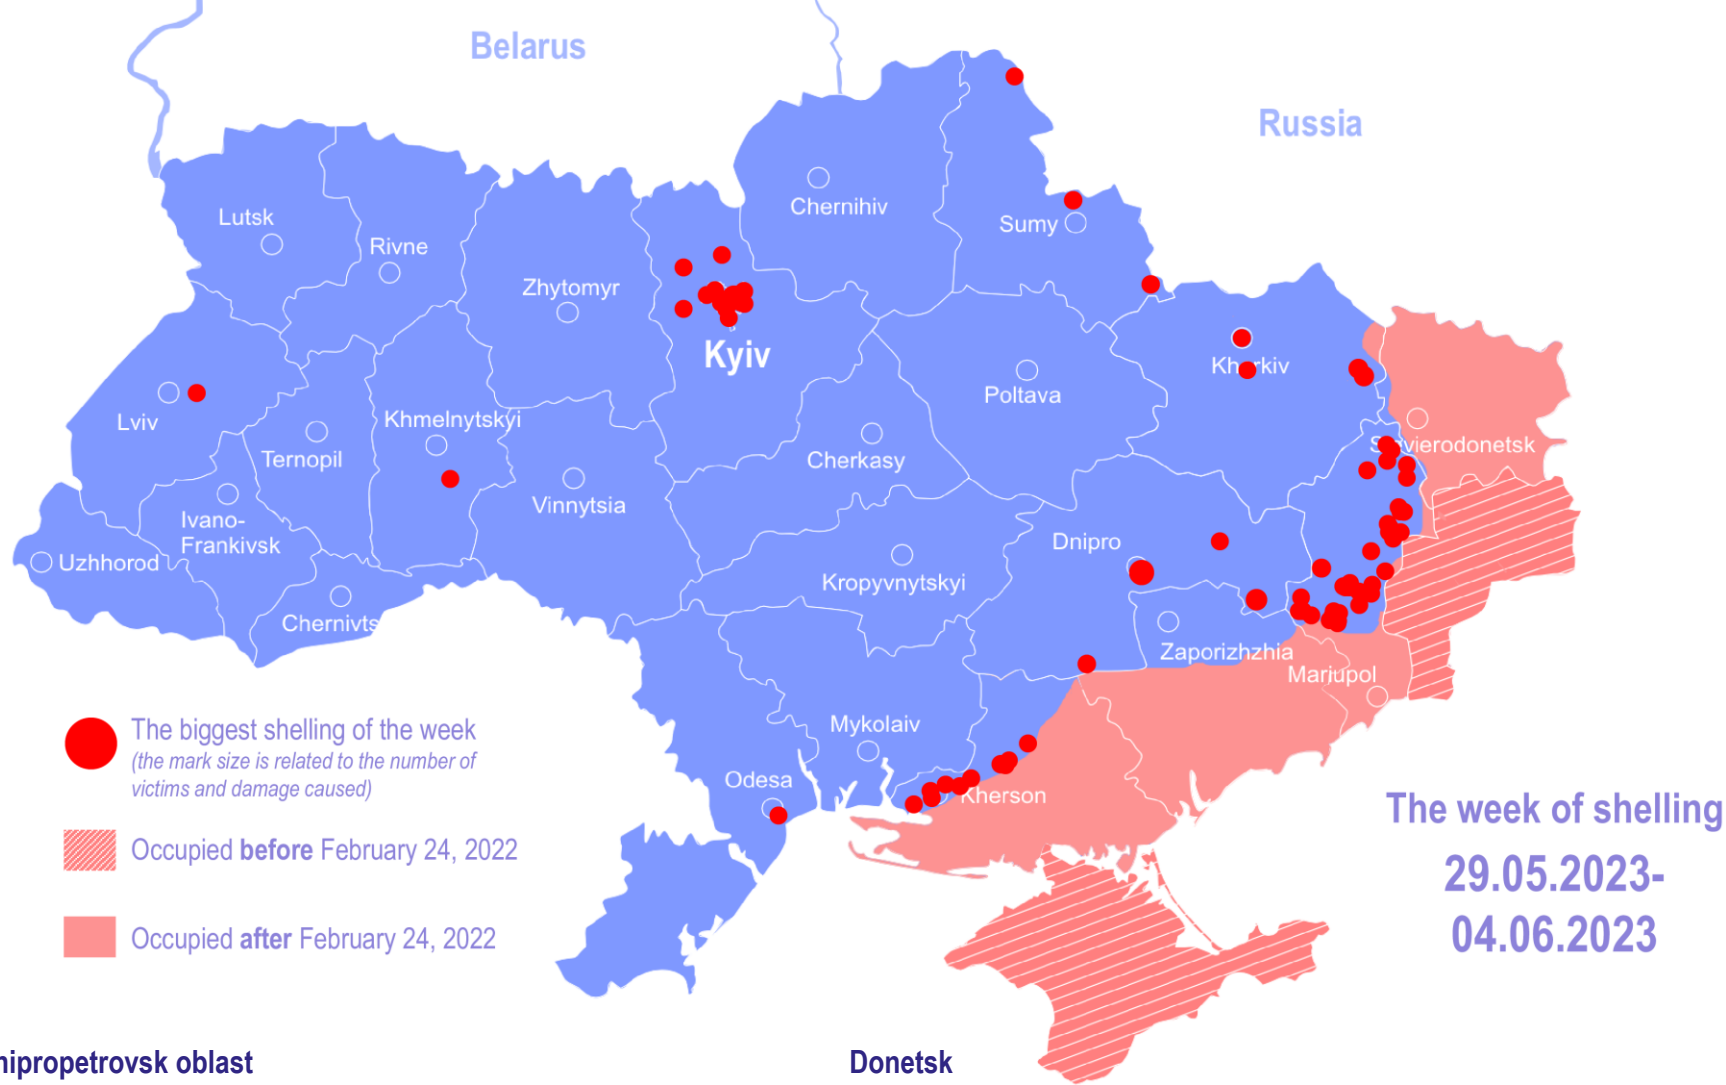 Belarus
Russia
Chernihiv
Lutsk
Sumy
Rivne
Zhytomyr
Kyiv
Kharkiv
Poltava
Lviv
Khmelnytskyi
Ternopil
Cherkasy
Sievierodonetsk
Vinnytsia
Ivano-
Frankivsk
Dnipro
Uzhhorod
Kropyvnytskyi
Chernivts
Zaporizhzhia
Mariupol
Mykolaiv
Odesa
Kherson
The biggest shelling of the week
(the mark size is related to the number of
victims and damage caused)
Occupied before February 24, 2022
Occupied after February 24, 2022
The week of shelling
29.05.2023-
04.06.2023
nipropetrovsk oblast
Donetsk